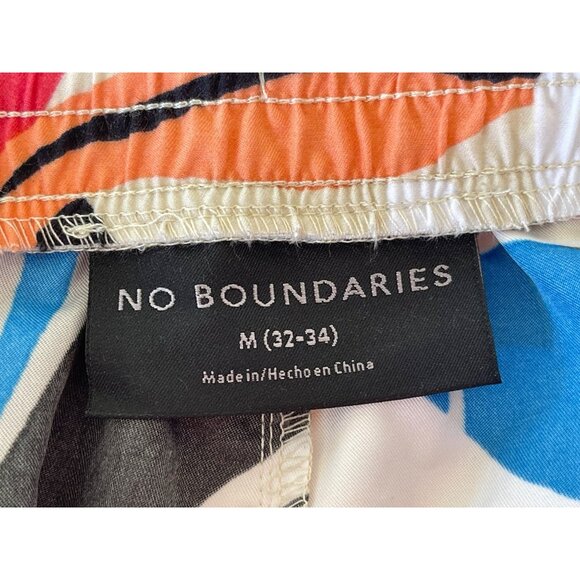 NO BOUNDARIES
M (32-34)
Made in/Hecho en China